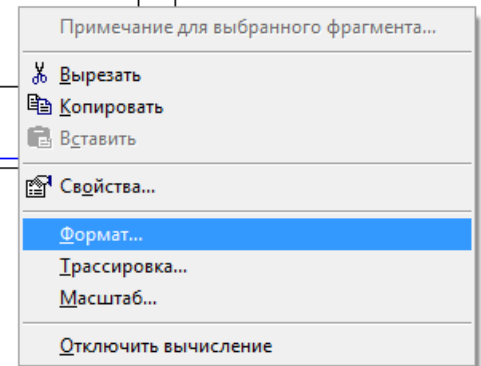 Примечание для выбранного фрагмента...
Вырезать
Копировать
Вставить
Свойства...
Формат...
Трассировка...
Масштаб...
Отключить вычисление